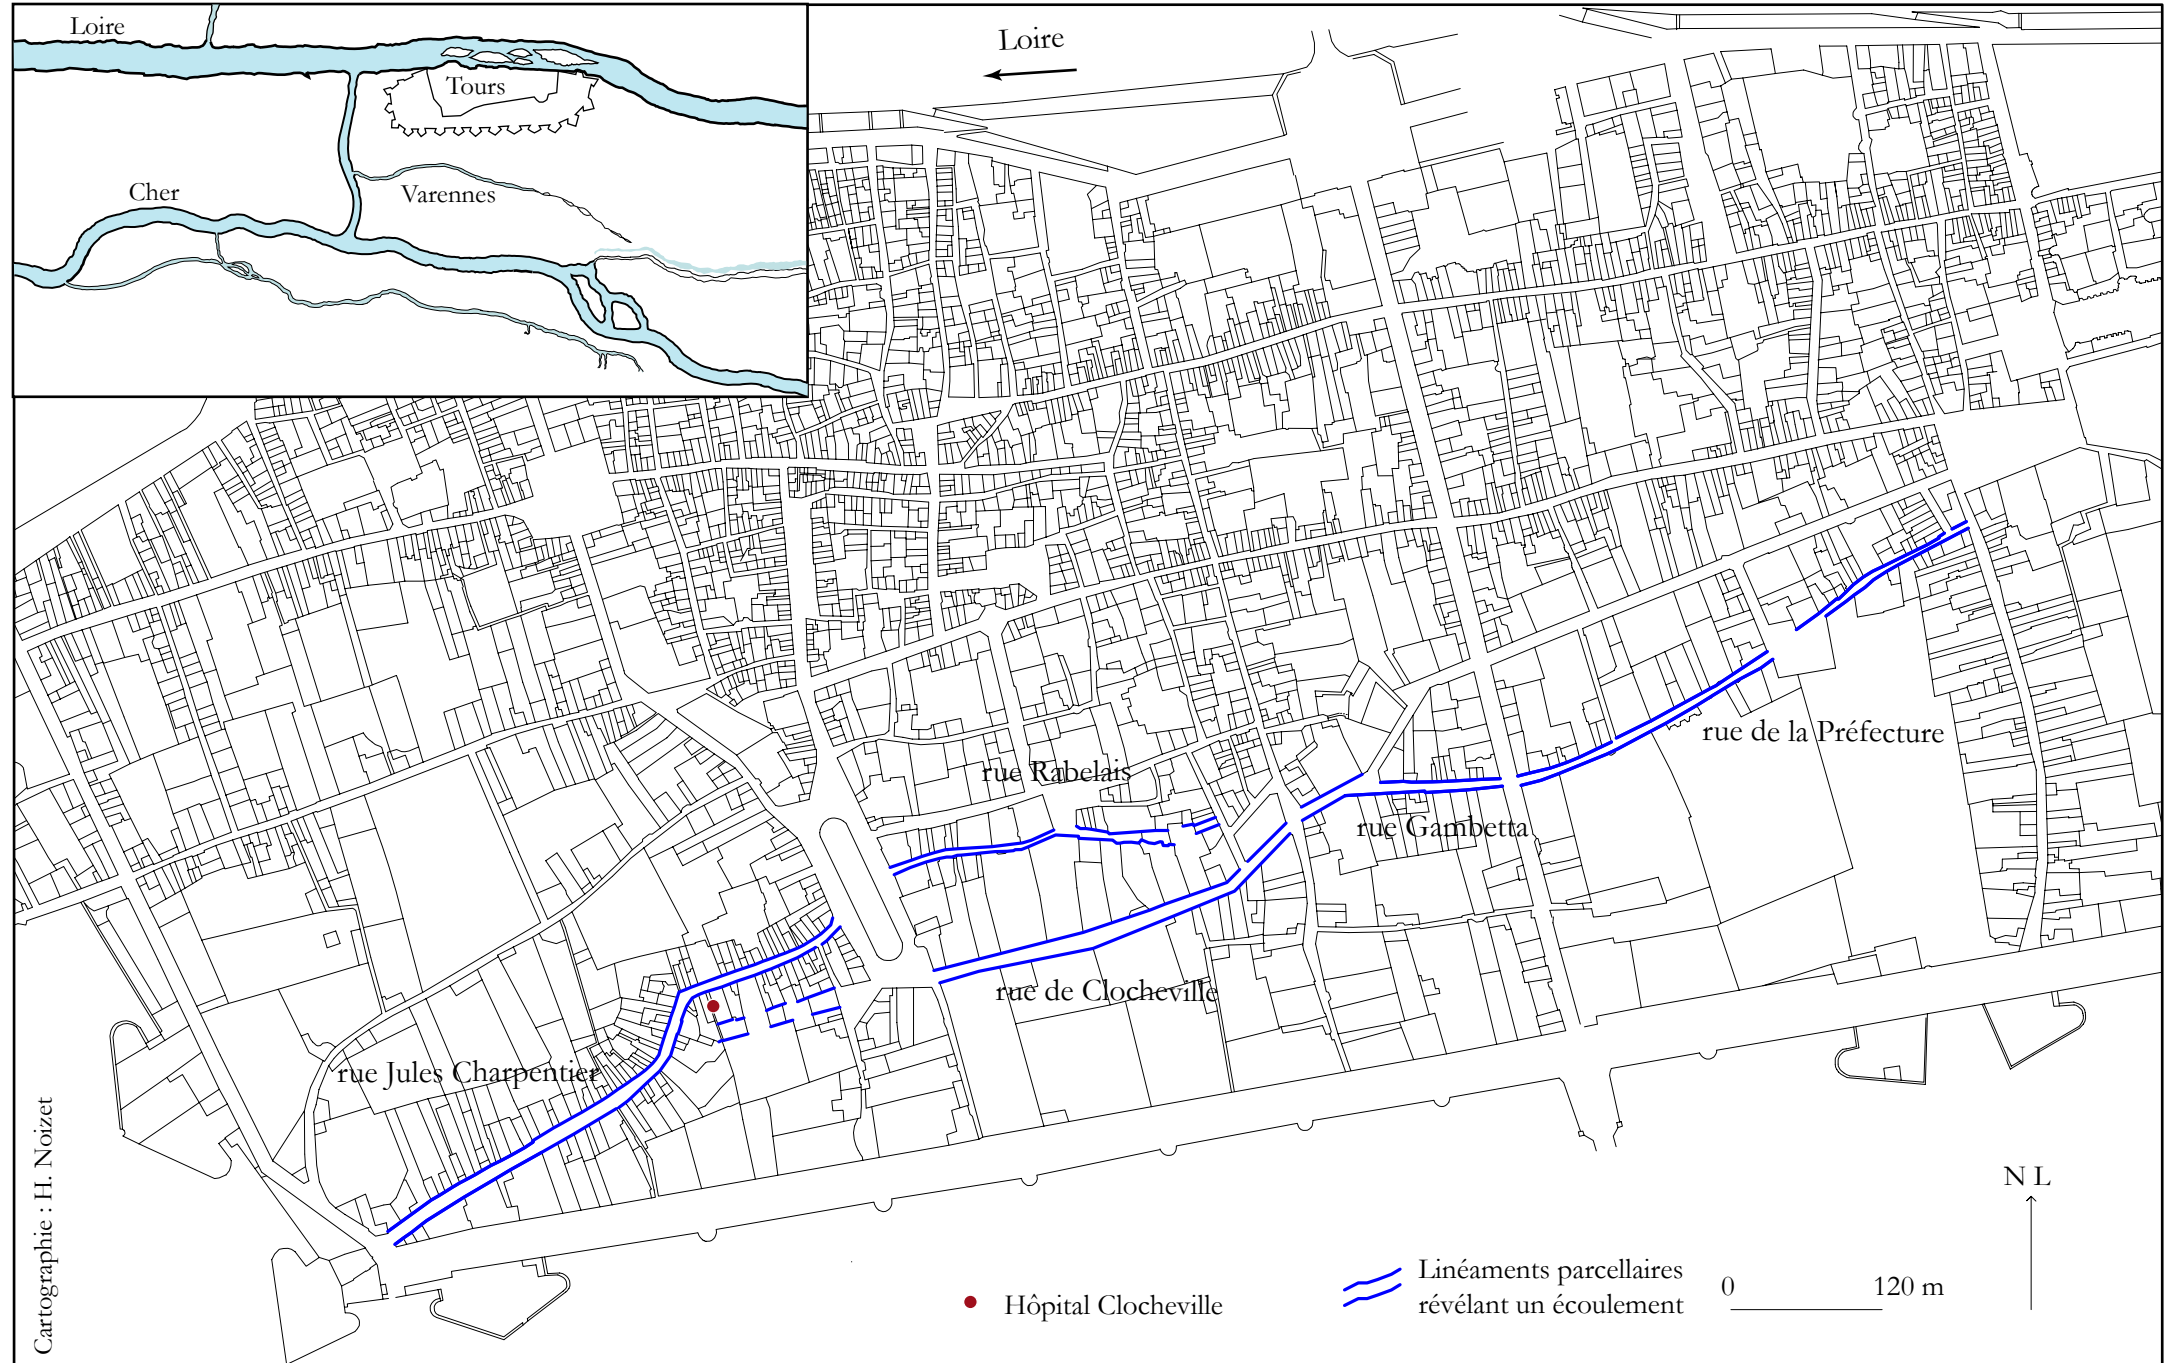 Loire
Tours
Cher
Varennes
Loire
rue de la Préfecture
rue Rabelais
rue Gambetta
rue de Clocheville
rue Jules Charpentier
Cartographie : H. Noizet
N L
Hôpital Clocheville
Linéaments parcellaires
révélant un écoulement
0 120 m